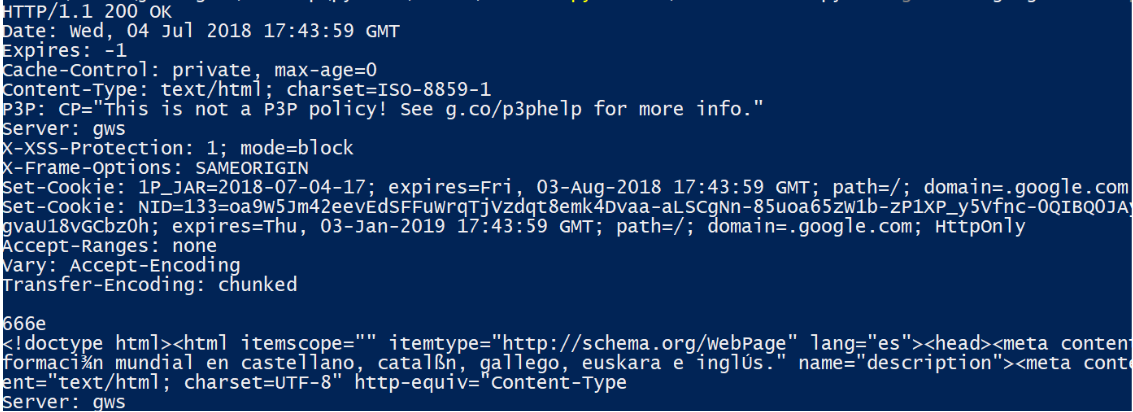 HTTP/1.1 200 OK
Date: Wed, 04 Jul 2018 17:43:59 GMT
Expires: -1
Cache-Control: private, max-age=0
Content-Type: text/html; charset=ISO-8859-1
P3P: CP="This is not a P3P policy! See g.co/p3phelp for more info."
Server: gws
X-XSS-Protection: 1; mode=block
X-Frame-Options: SAMEORIGIN
Set-Cookie: 1P_JAR=2018-07-04-17; expires=Fri, 03-Aug-2018 17:43:59 GMT; path=/; domain=.google.com
Set-Cookie: NID=133=oa9W5Jm42eevEdSFFuWrqTjVzdqt8emk4Dvaa-aLSCgNn-85uoa65zW1b-zP1XP_y5Vfnc-OQIBQOJAy
gvaU18vGCbz0h; expires=Thu, 03-Jan-2019 17:43:59 GMT; path=/; domain=.google.com; HttpOnly
Accept-Ranges: none
Vary: Accept-Encoding
Transfer-Encoding: chunked
666e
<!doctype html><html itemscope="" itemtype="http://schema.org/WebPage" lang="es"><head><meta content
formaci¾n mundial en castellano, catalßn, gallego, euskara e inglÚs." name="description"><meta conte
ent="text/html; charset=UTF-8" http-equiv="Content-Type
Server: gws